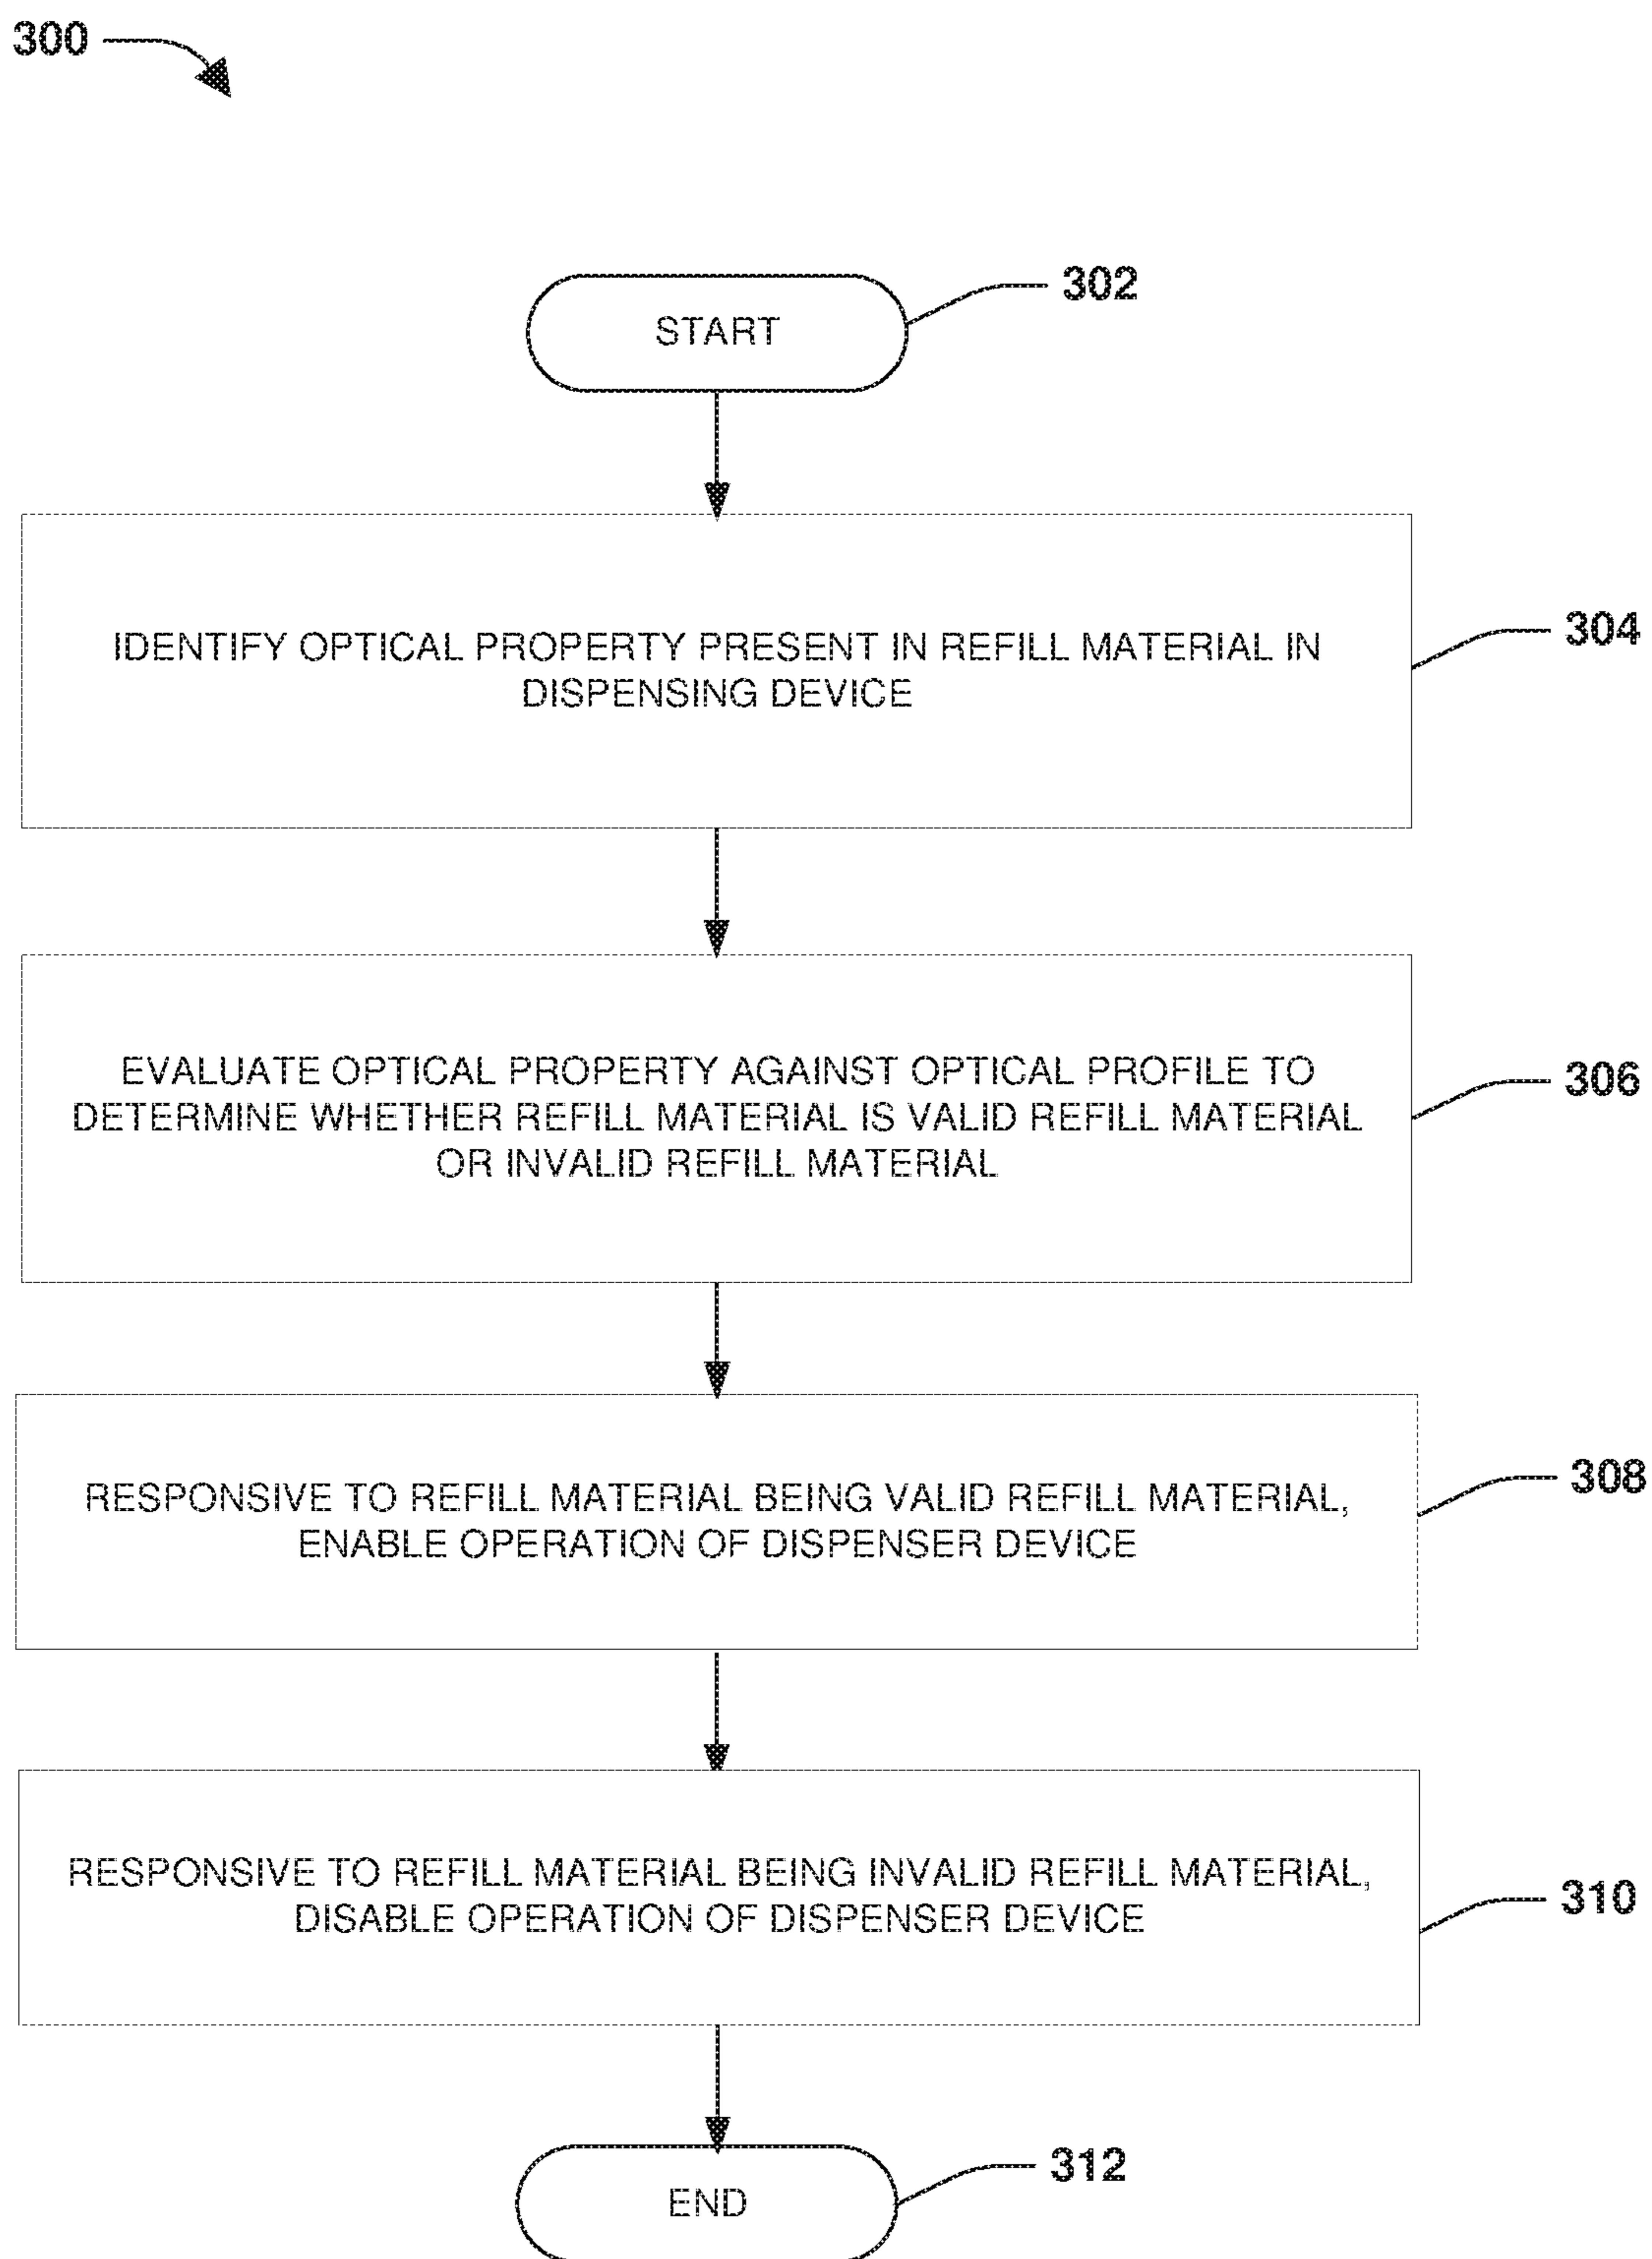 300
302
START
304
IDENTIFY OPTICAL PROPERTY PRESENT IN REFILL MATERIAL IN
DISPENSING DEVICE
306
EVALUATE OPTICAL PROPERTY AGAINST OPTICAL PROFILE TO
DETERMINE WHETHER REFILL MATERIAL IS VALID REFILL MATERIAL
OR INVALID REFILL MATERIAL
308
RESPONSIVE TO REFILL MATERIAL BEING VALID REFILL MATERIAL,
ENABLE OPERATION OF DISPENSER DEVICE
310
RESPONSIVE TO REFILL MATERIAL BEING INVALID REFILL MATERIAL,
DISABLE OPERATION OF DISPENSER DEVICE
312
END